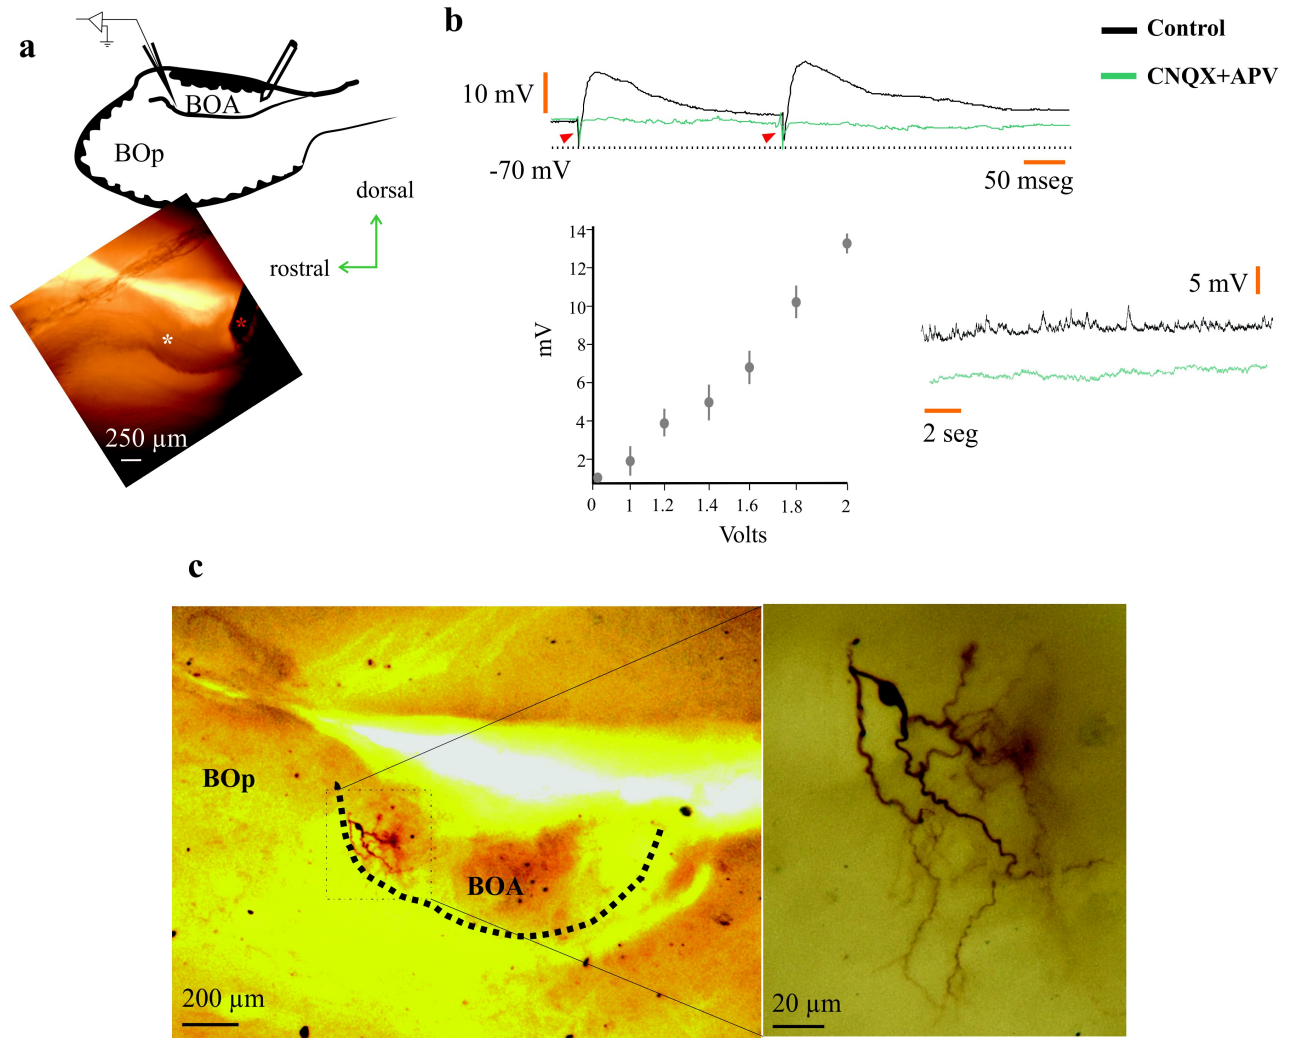 a
BOA
BOp
dorsal
rostral
*
*
250 µm
b
Control
CNQX+APV
10 mV
-70 mV
50 mseg
14
12
10
8
6
4
2
mV
0 1 1.2 1.4 1.6 1.8 2
Volts
5 mV
2 seg
c
BOp
BOA
200 µm
20 µm